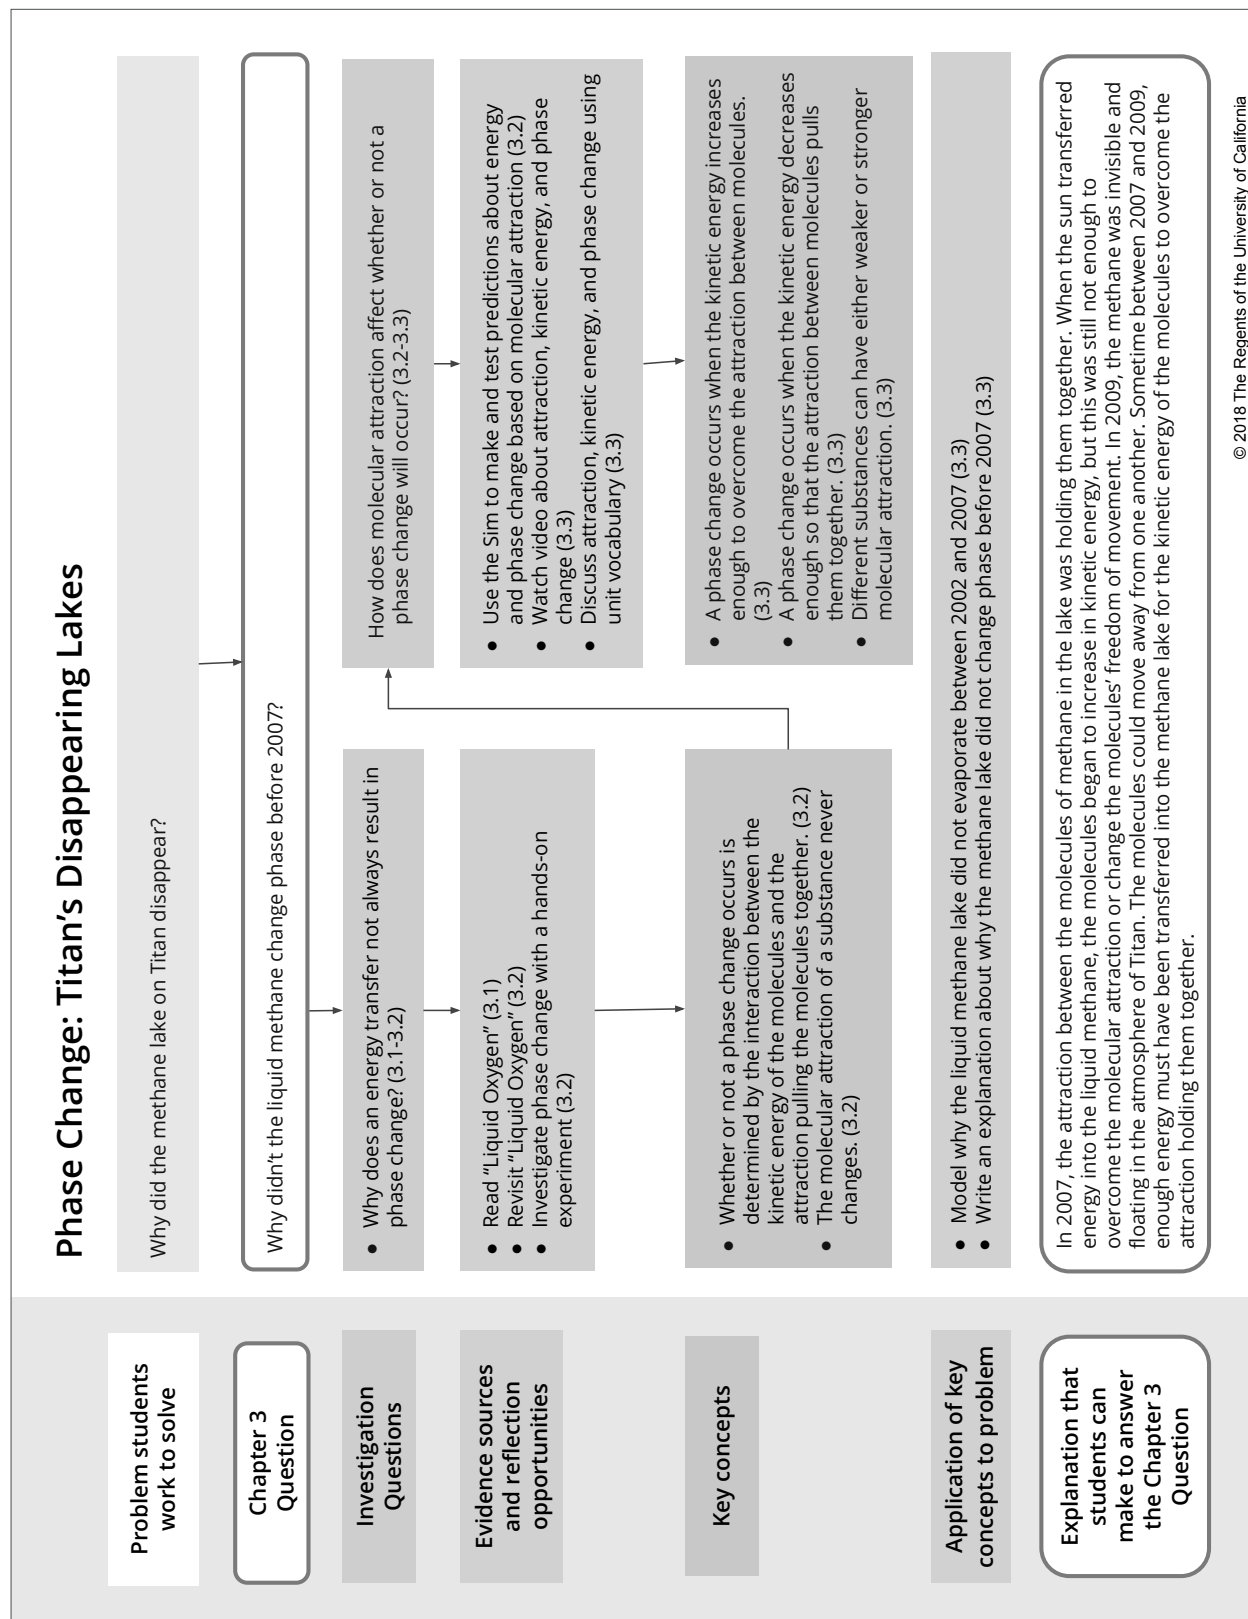 Phase Change: Titan's Disappearing Lakes
Problem students
work to solve
Why did the methane lake on Titan disappear?
Chapter 3
Question
Why didn't the liquid methane change phase before 2007?
Investigation
Questions
● Why does an energy transfer not always result in
phase change? (3.1-3.2)
How does molecular attraction affect whether or not a
phase change will occur? (3.2-3.3)
Evidence sources
and reflection
opportunities
● Read “Liquid Oxygen” (3.1)
● Revisit “Liquid Oxygen” (3.2)
● Investigate phase change with a hands-on
experiment (3.2)
● Use the Sim to make and test predictions about energy
and phase change based on molecular attraction (3.2)
● Watch video about attraction, kinetic energy, and phase
change (3.3)
● Discuss attraction, kinetic energy, and phase change using
unit vocabulary (3.3)
Key concepts
● Whether or not a phase change occurs is
determined by the interaction between the
kinetic energy of the molecules and the
attraction pulling the molecules together. (3.2)
● The molecular attraction of a substance never
changes. (3.2)
● A phase change occurs when the kinetic energy increases
enough to overcome the attraction between molecules.
(3.3)
● A phase change occurs when the kinetic energy decreases
enough so that the attraction between molecules pulls
them together. (3.3)
● Different substances can have either weaker or stronger
molecular attraction. (3.3)
Application of key
concepts to problem
● Model why the liquid methane lake did not evaporate between 2002 and 2007 (3.3)
● Write an explanation about why the methane lake did not change phase before 2007 (3.3)
Explanation that
students can
make to answer
the Chapter 3
Question
In 2007, the attraction between the molecules of methane in the lake was holding them together. When the sun transferred
energy into the liquid methane, the molecules began to increase in kinetic energy, but this was still not enough to
overcome the molecular attraction or change the molecules’ freedom of movement. In 2009, the methane was invisible and
floating in the atmosphere of Titan. The molecules could move away from one another. Sometime between 2007 and 2009,
enough energy must have been transferred into the methane lake for the kinetic energy of the molecules to overcome the
attraction holding them together.
© 2018 The Regents of the University of California